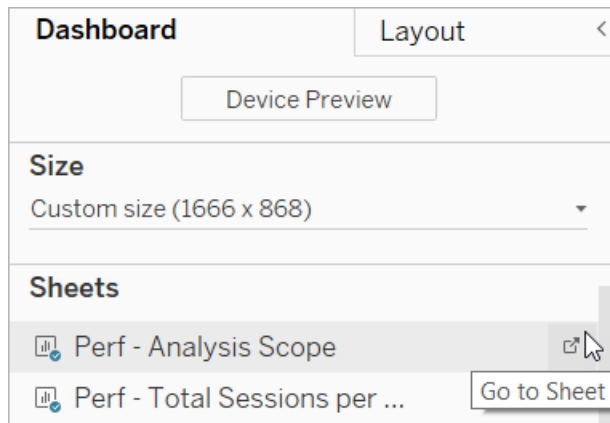 Dashboard
Layout
Device Preview
Size
Custom size (1666 x 868)
Sheets
Perf - Analysis Scope
Go to Sheet
Perf - Total Sessions per ...